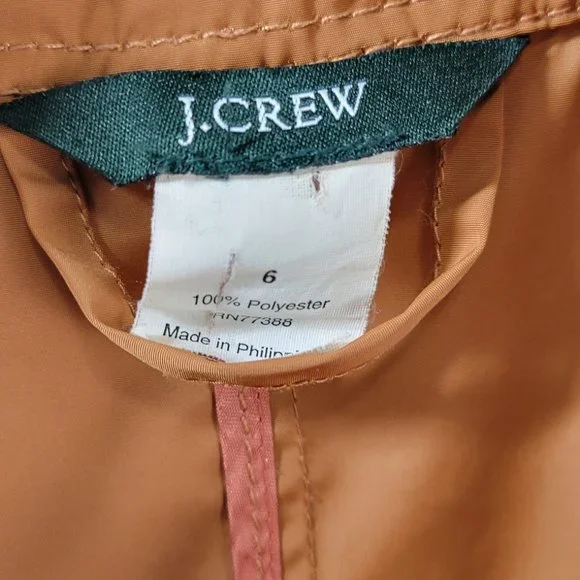 J.CREW
6
100% Polyester
RN77388
Made in